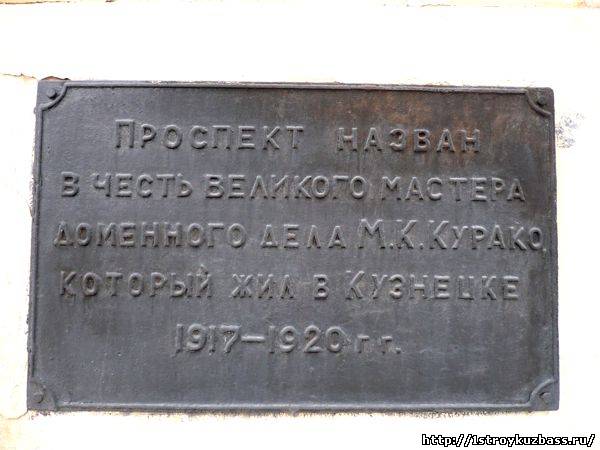 Проспект назван
в честь великого мастера
доменного дела М.К.Курако,
который жил в Кузнецке
1917-1920 г г.
http://1stroykuzbass.ru/